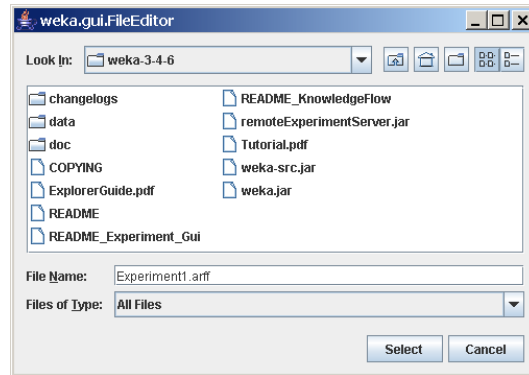 weka.gui.FileEditor
Look In: weka-3-4-6
changelogs
data
doc
COPYING
ExplorerGuide.pdf
README
README_Experiment_Gui
README_KnowledgeFlow
remoteExperimentServer.jar
Tutorial.pdf
weka-src.jar
weka.jar
File Name: Experiment1.arff
Files of Type: All Files
Select Cancel